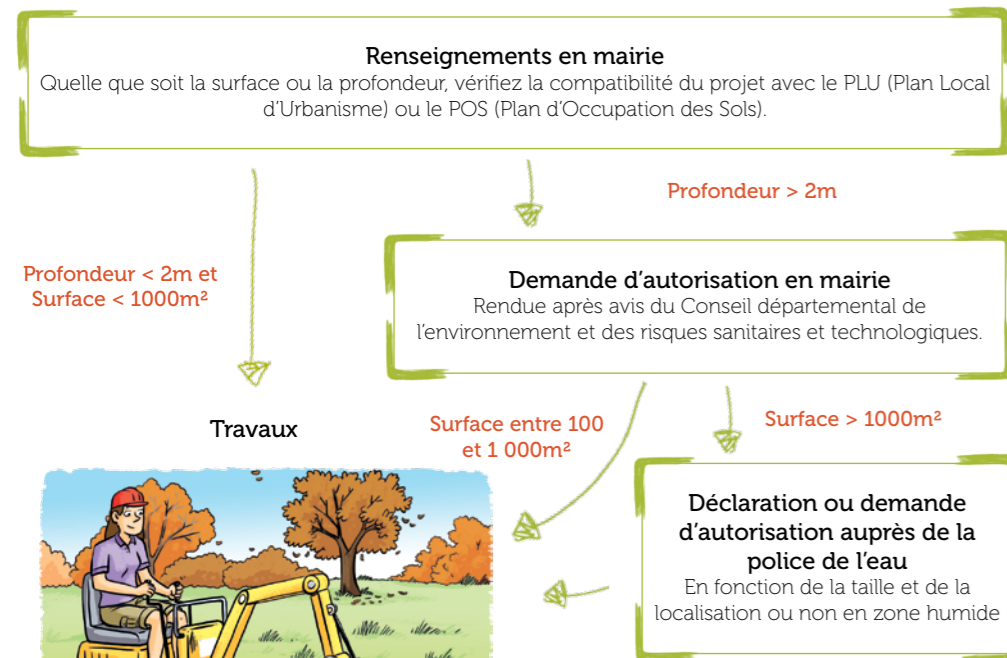 Renseignements en mairie
Quelle que soit la surface ou la profondeur, vérifiez la compatibilité du projet avec le PLU (Plan Local
d'Urbanisme) ou le POS (Plan d'Occupation des Sols).
Profondeur > 2m
Profondeur < 2m et
Surface < 1000m²
Demande d'autorisation en mairie
Rendue après avis du Conseil départemental de
l'environnement et des risques sanitaires et technologiques.
Travaux
Surface entre 100
et 1 000m²
Surface > 1000m²
Déclaration ou demande
d'autorisation auprès de la
police de l'eau
En fonction de la taille et de la
localisation ou non en zone humide